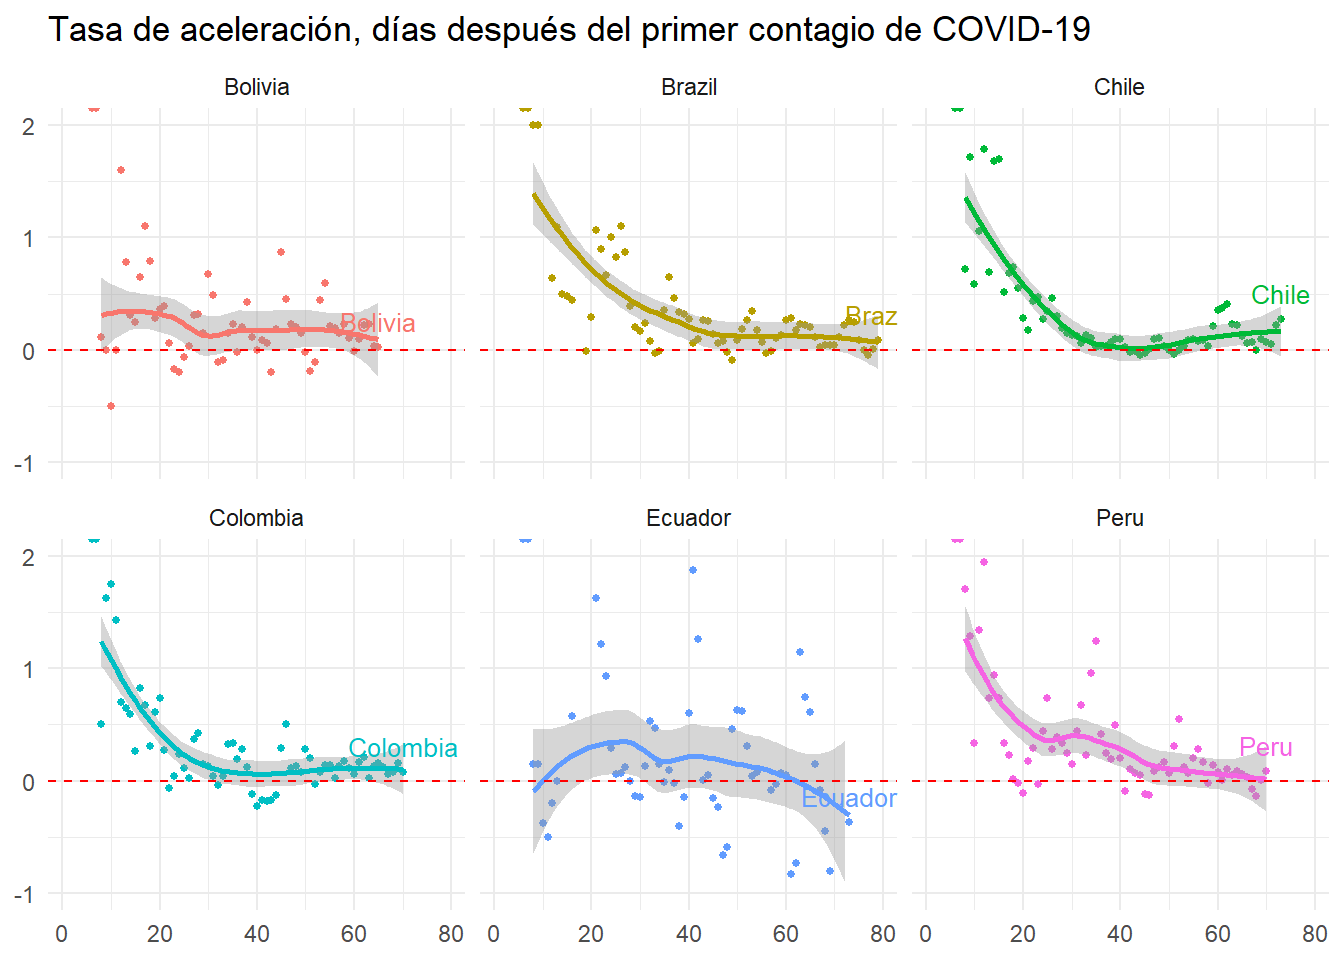 Tasa de aceleración, días después del primer contagio de COVID-19
Bolivia Brazil Chile
2
1
0
-1
Bolivia
Braz
Chile
Colombia Ecuador Peru
2
1
0
-1
Colombia
Ecuador
Peru
0 20 40 60 80 0 20 40 60 80 0 20 40 60 80